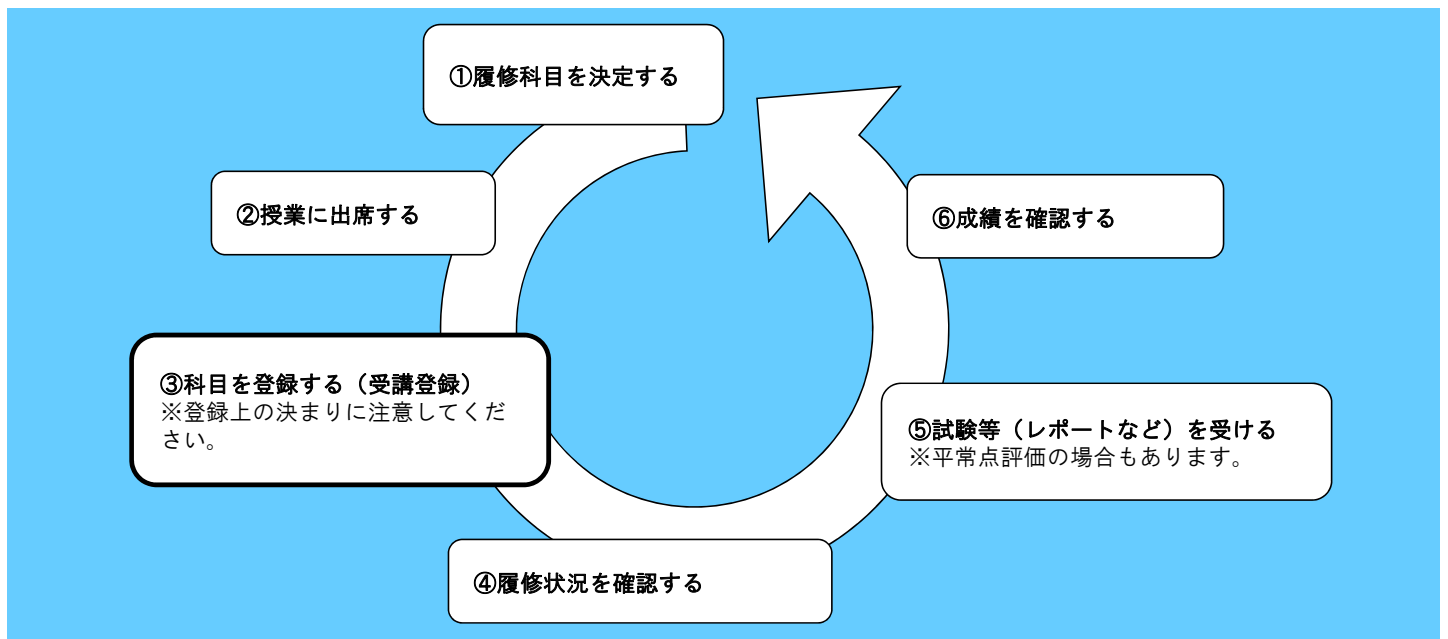 ①履修科目を決定する
②授業に出席する
③科目を登録する（受講登録）
※登録上の決まりに注意してくだ
さい。
④履修状況を確認する
⑤試験等（レポートなど）を受ける
※平常点評価の場合もあります。
⑥成績を確認する